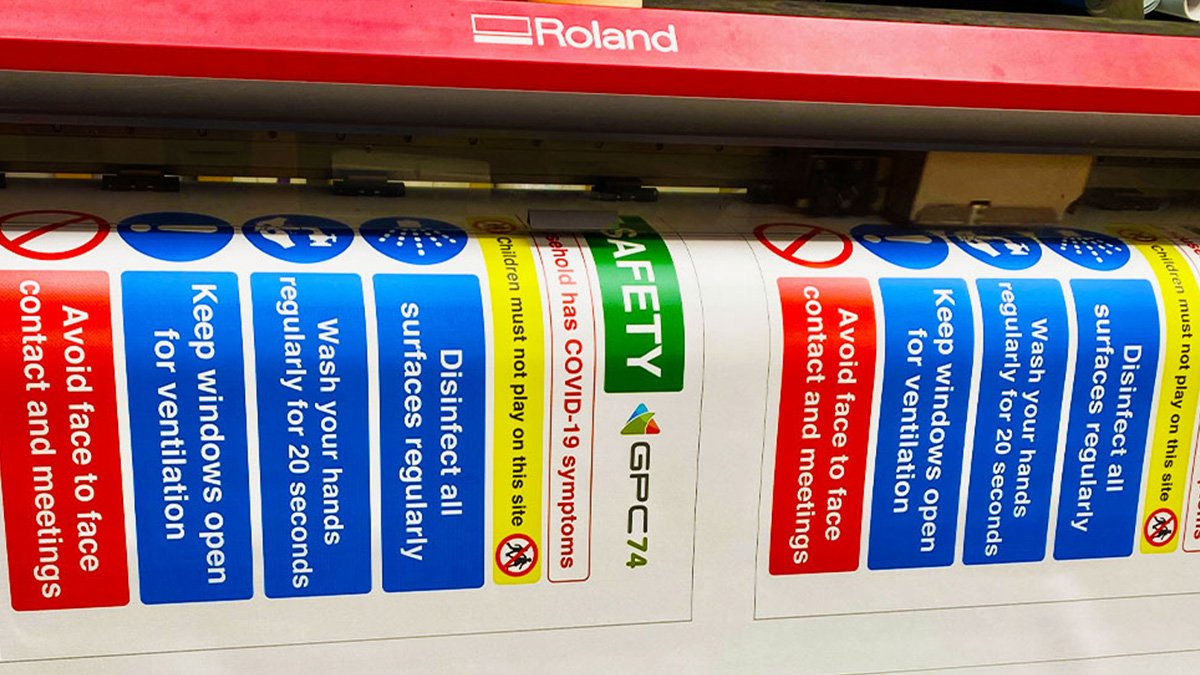 Roland
SAFETY
GPC74
has COVID-19 symptoms
Children must not play on this site
Disinfect all
surfaces regularly
Wash your hands
regularly for 20 seconds
Keep windows open
for ventilation
Avoid face to face
contact and meetings
Children must not play on this site
Disinfect all
surfaces regularly
Wash your hands
regularly for 20 seconds
Keep windows open
for ventilation
Avoid face to face
contact and meetings